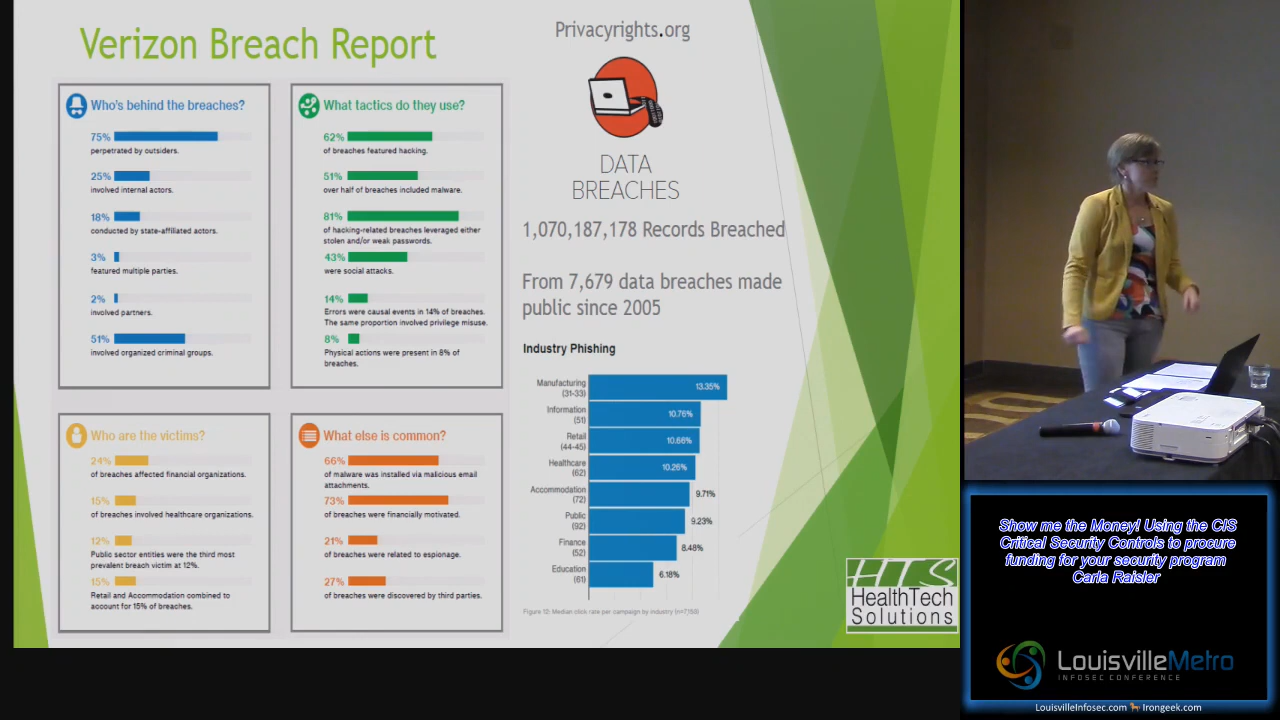 Verizon Breach Report
Who's behind the breaches?
75%
perpetrated by outsiders.
25%
involved internal actors.
18%
conducted by state-affiliated actors.
3%
featured multiple parties.
2%
involved partners.
51%
involved organized criminal groups.
What tactics do they use?
62%
of breaches featured hacking.
51%
over half of breaches included malware.
81%
of hacking-related breaches leveraged either
stolen and/or weak passwords.
43%
were social attacks.
14%
Errors were causal events in 14% of breaches.
The same proportion involved privilege misuse.
8%
Physical actions were present in 8% of
breaches.
Who are the victims?
24%
of breaches affected financial organizations.
15%
of breaches involved healthcare organizations.
12%
Public sector entities were the third most
prevalent breach victim at 12%.
15%
Retail and Accommodation combined to
account for 15% of breaches.
What else is common?
66%
of malware was installed via malicious email
attachments.
73%
of breaches were financially motivated.
21%
of breaches were related to espionage.
27%
of breaches were discovered by third parties.
Privacyrights.org
DATA
BREACHES
1,070,187,178 Records Breached
From 7,679 data breaches made
public since 2005
Industry Phishing
Manufacturing
(31-33)
13.35%
Information
(51)
10.76%
Retail
(44-45)
10.66%
Healthcare
(62)
10.26%
Accommodation
(72)
9.71%
Public
(92)
9.23%
Finance
(52)
8.48%
Education
(61)
6.18%
Figure 12: Median click rate per campaign by industry (n=7,153)
HTS
HealthTech
Solutions
Show me the Money! Using the CIS
Critical Security Controls to procure
funding for your security program
Carla Raisler
LouisvilleMetro
INFOSEC CONFERENCE
LouisvilleInfosec.com Irongeek.com